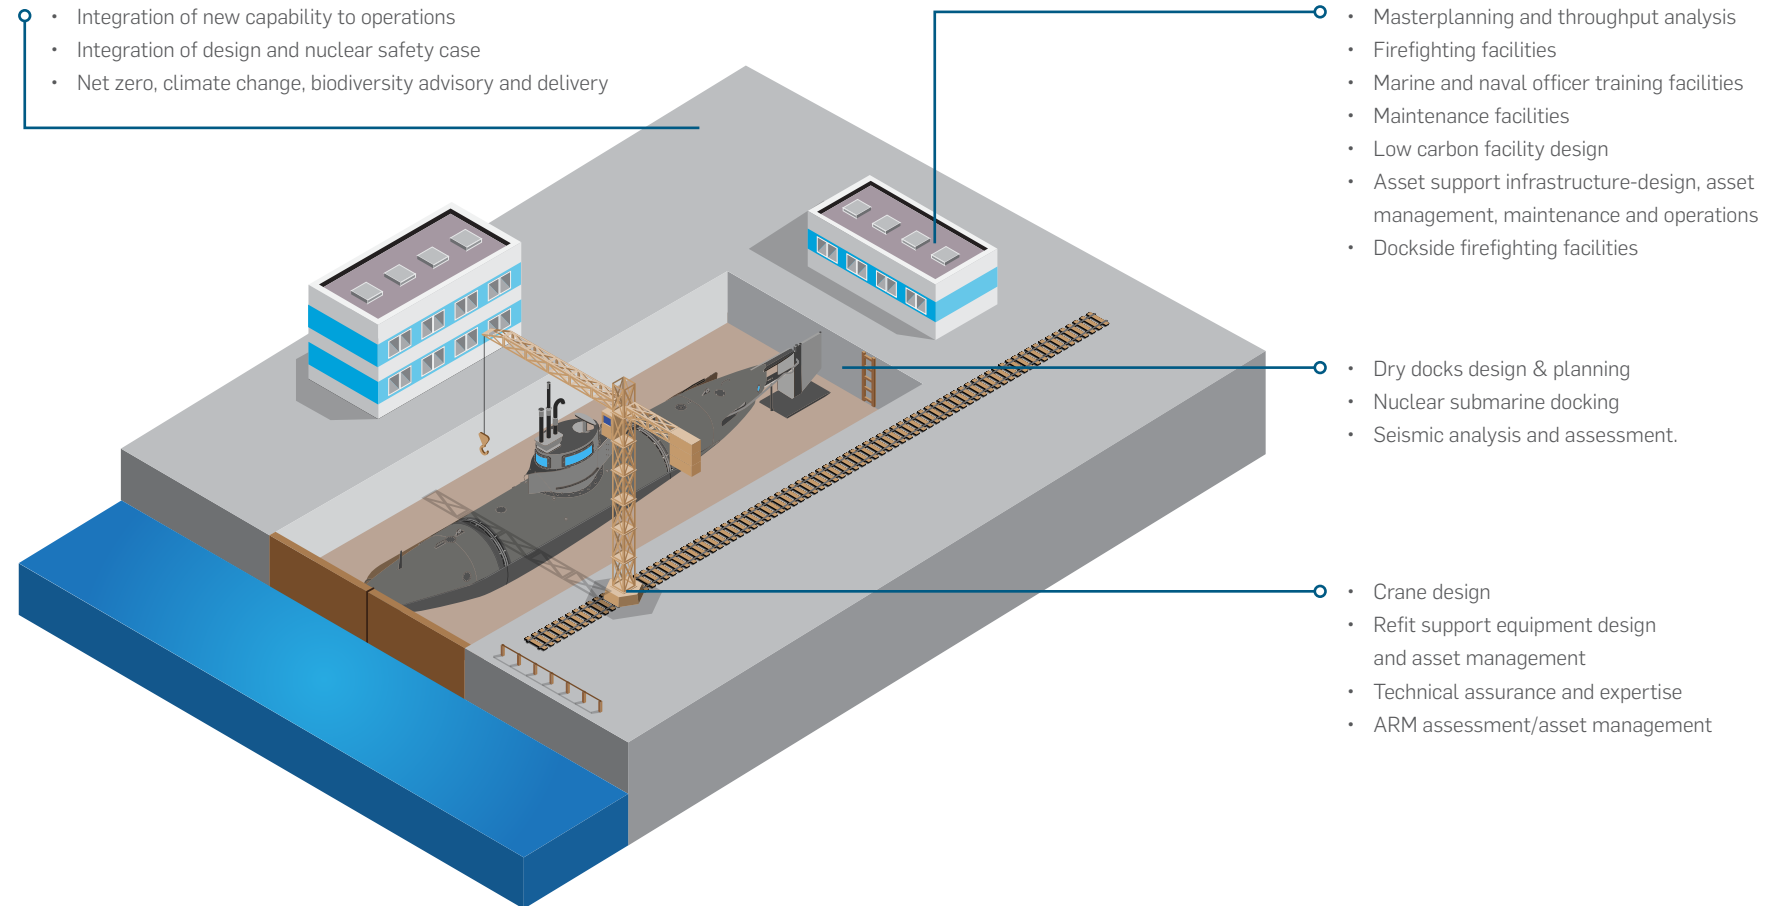 • Integration of new capability to operations
• Integration of design and nuclear safety case
• Net zero, climate change, biodiversity advisory and delivery
• Masterplanning and throughput analysis
• Firefighting facilities
• Marine and naval officer training facilities
• Maintenance facilities
• Low carbon facility design
• Asset support infrastructure-design, asset
management, maintenance and operations
• Dockside firefighting facilities
• Dry docks design & planning
• Nuclear submarine docking
• Seismic analysis and assessment.
• Crane design
• Refit support equipment design
and asset management
• Technical assurance and expertise
• ARM assessment/asset management